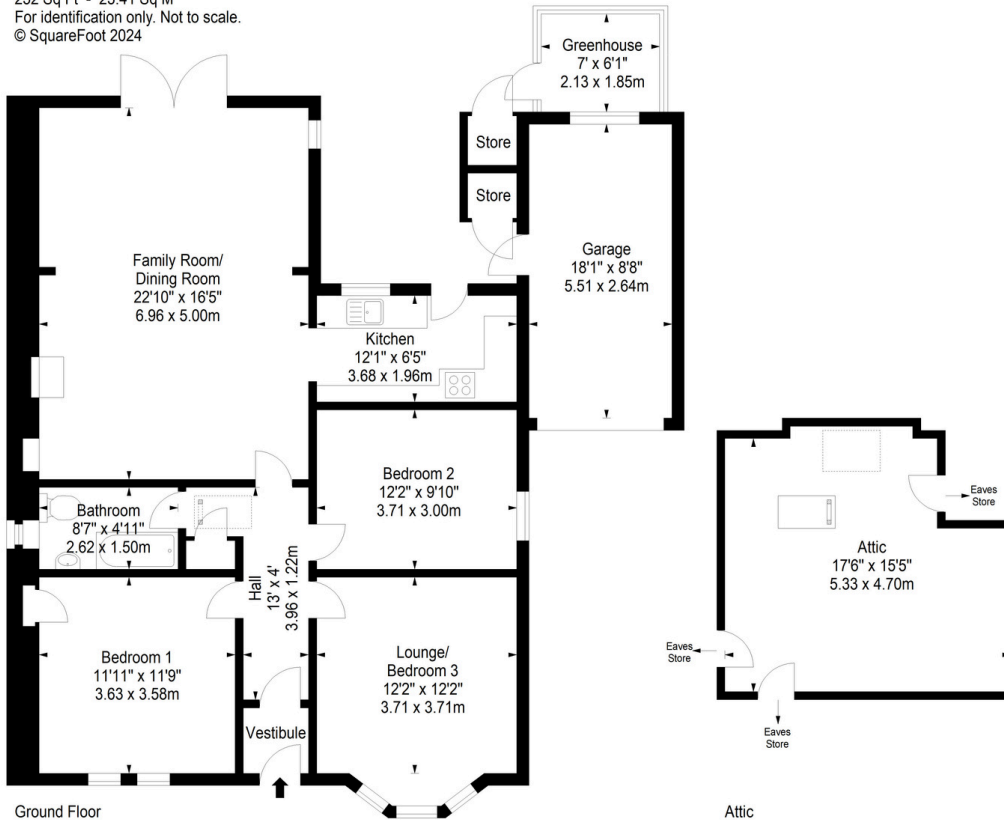 For identification only. Not to scale.
© SquareFoot 2024
Greenhouse
7' x 6'1"
2.13 x 1.85m
Store
Store
Garage
18'1" x 8'8"
5.51 x 2.64m
Family Room/
Dining Room
22'10" x 16'5"
6.96 x 5.00m
Kitchen
12'1" x 6'5"
3.68 x 1.96m
Bedroom 2
12'2" x 9'10"
3.71 x 3.00m
Bathroom
8'7" x 4'11"
2.62 x 1.50m
Hall
13' x 4'
3.96 x 1.22m
Bedroom 1
11'11" x 11'9"
3.63 x 3.58m
Lounge/
Bedroom 3
12'2" x 12'2"
3.71 x 3.71m
Vestibule
Ground Floor
Eaves
Store
Attic
17'6" x 15'5"
5.33 x 4.70m
Eaves
Store
Eaves
Store
Attic